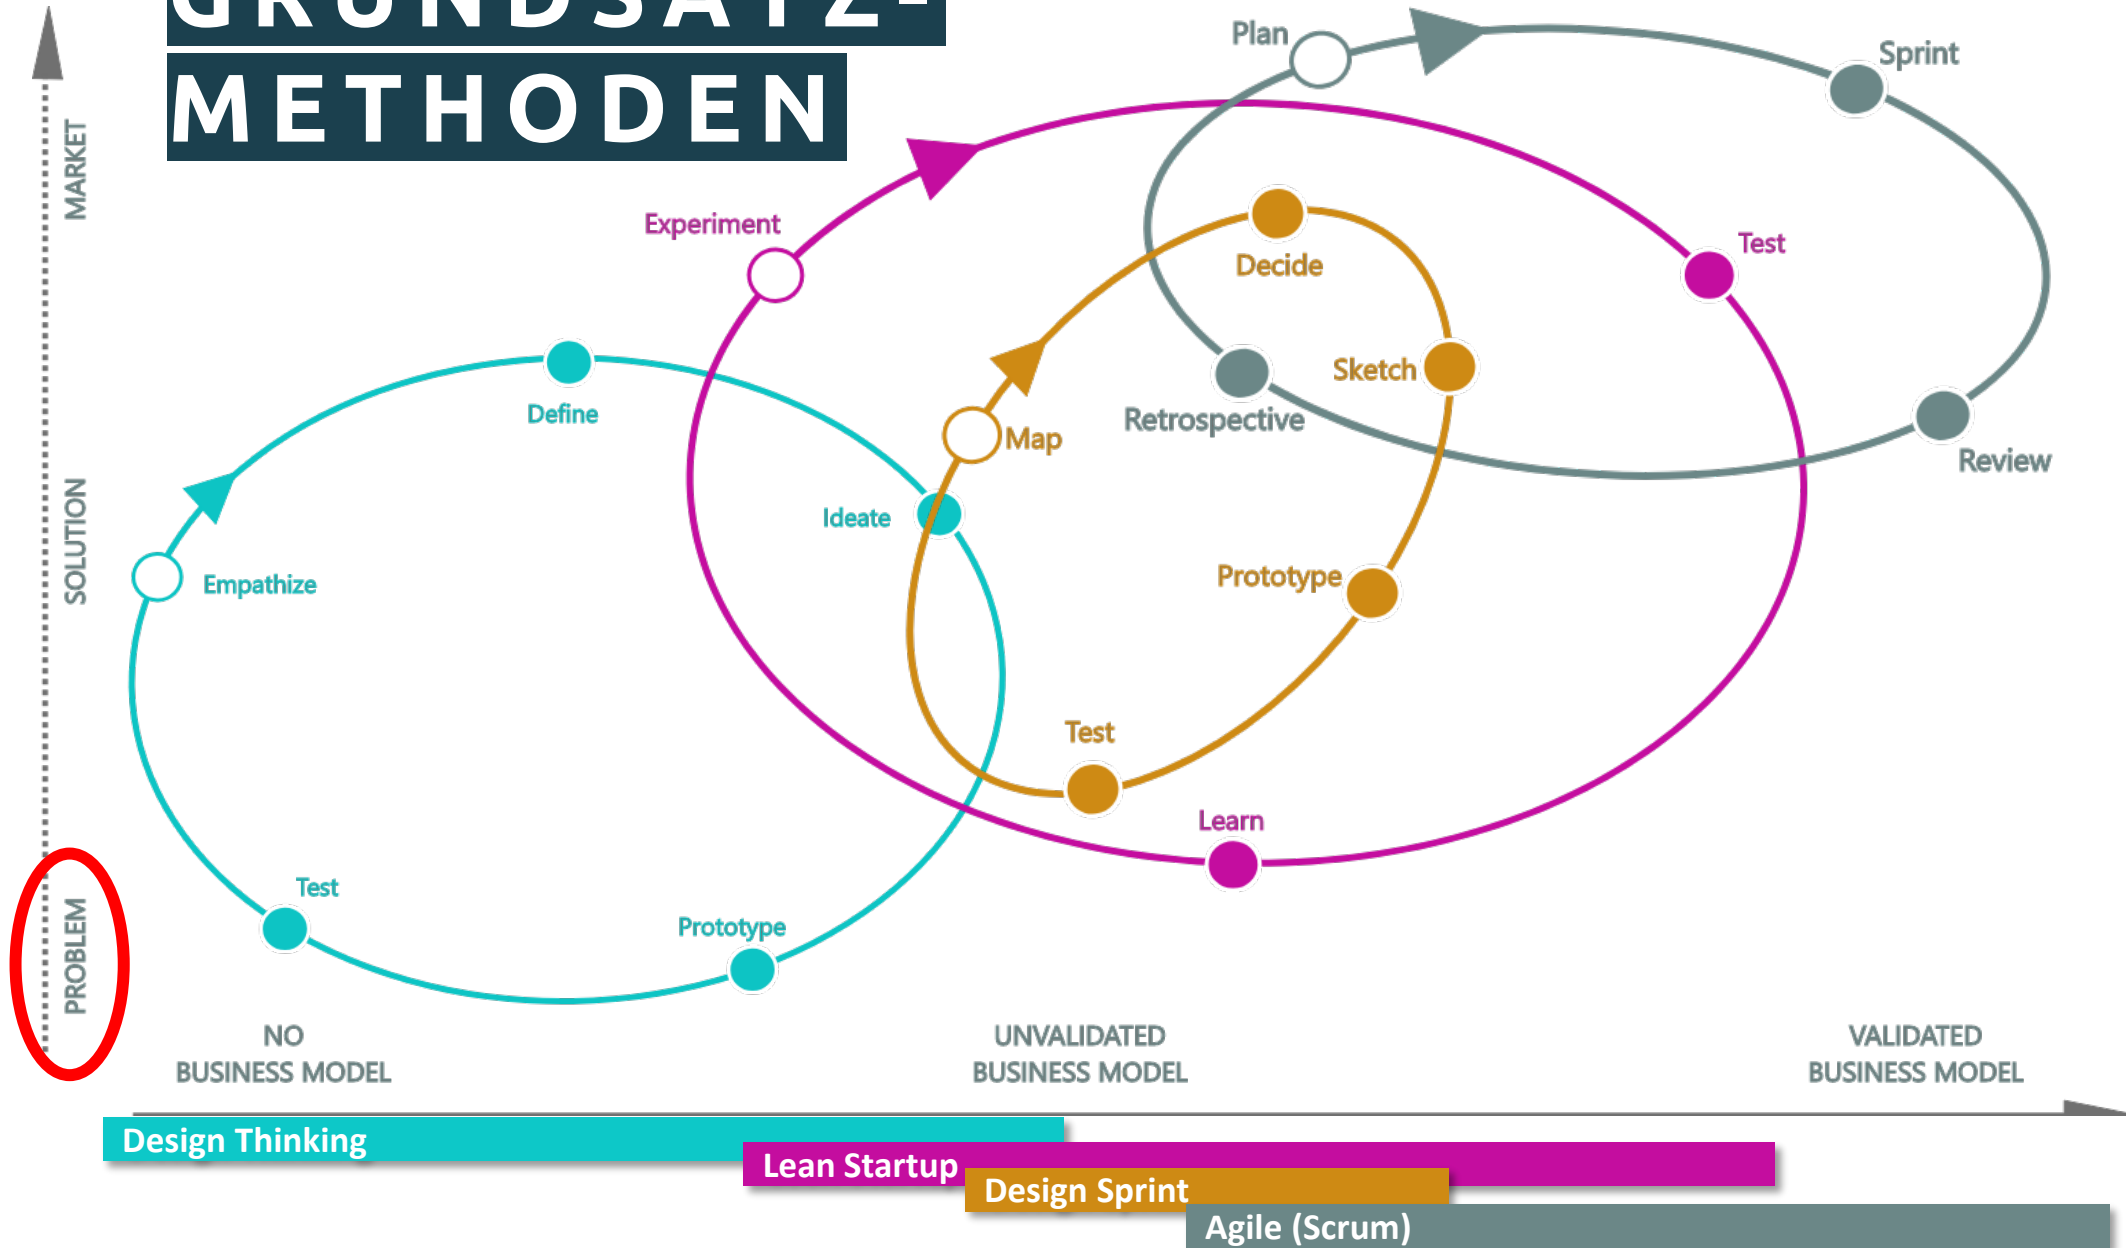 GRUNDSATZ-
METHODEN
Plan
Sprint
MARKET
Experiment
Test
Decide
Define
Sketch
Retrospective
Map
Review
Ideate
SOLUTION
Empathize
Prototype
Test
Learn
Test
Prototype
PROBLEM
NO
BUSINESS MODEL
UNVALIDATED
BUSINESS MODEL
VALIDATED
BUSINESS MODEL
Design Thinking
Lean Startup
Design Sprint
Agile (Scrum)